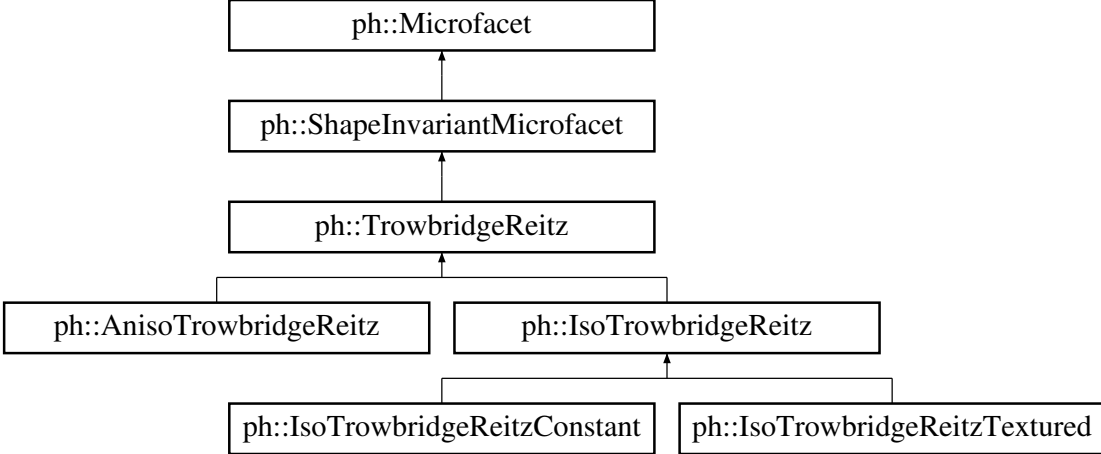 ph::Microfacet
ph::ShapeInvariantMicrofacet
ph::TrowbridgeReitz
ph::AnisoTrowbridgeReitz
ph::IsoTrowbridgeReitz
ph::IsoTrowbridgeReitzConstant
ph::IsoTrowbridgeReitzTextured